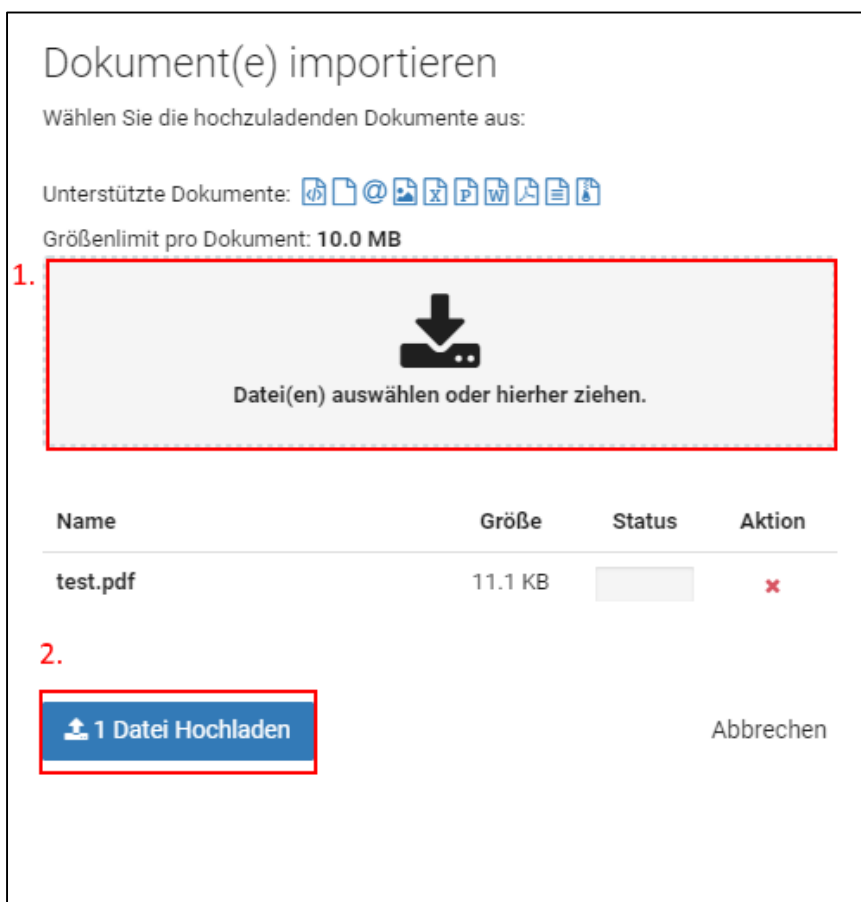 Dokument(e) importieren
Wählen Sie die hochzuladenden Dokumente aus:
Unterstützte Dokumente:
Größenlimit pro Dokument: 10.0 MB
1.
Datei(en) auswählen oder hierher ziehen.
Name Größe Status Aktion
test.pdf 11.1 KB
2.
1 Datei Hochladen Abbrechen